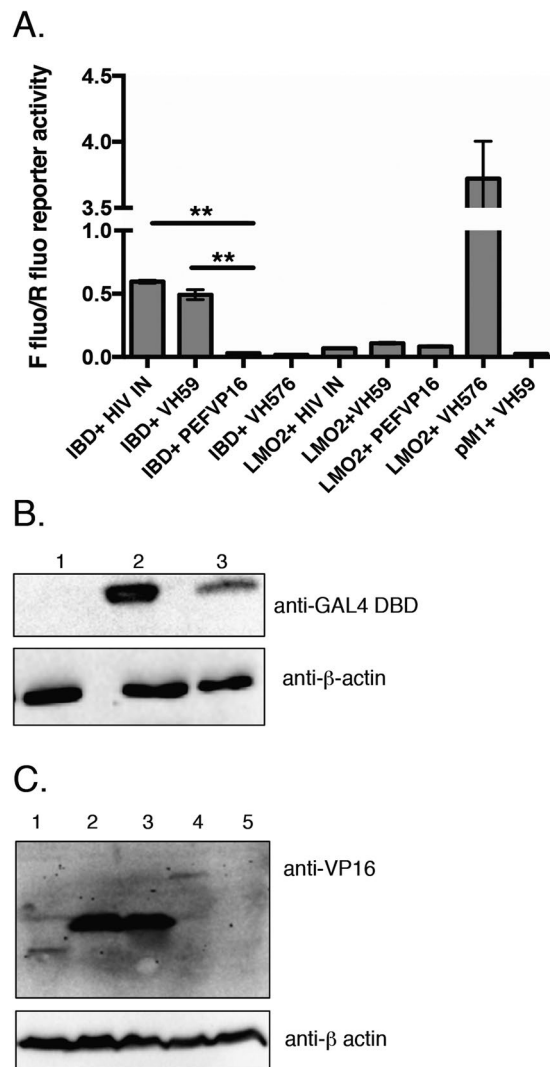 A.
F fluo/R fluo reporter activity
4.5
4.0
3.5
1.0
0.5
0.0
**
**
IBD+ HIV IN
IBD+ VH59
IBD+ PEFVP16
IBD+ VH576
LMO2+ HIV IN
LMO2+VH59
LMO2+ PEFVP16
LMO2+ VH576
pM1+ VH59
B.
1 2 3
anti-GAL4 DBD
anti-β-actin
C.
1 2 3 4 5
anti-VP16
anti-β actin